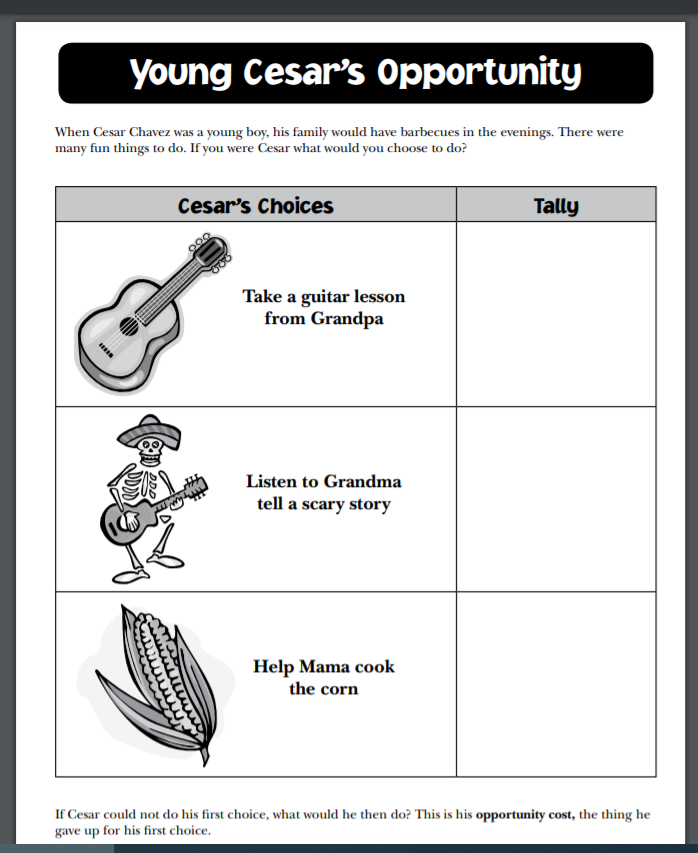 Young Cesar's Opportunity
When Cesar Chavez was a young boy, his family would have barbecues in the evenings. There were
many fun things to do. If you were Cesar what would you choose to do?
Cesar's Choices
Tally
Take a guitar lesson
from Grandpa
Listen to Grandma
tell a scary story
Help Mama cook
the corn
If Cesar could not do his first choice, what would he then do? This is his opportunity cost, the thing he
gave up for his first choice.